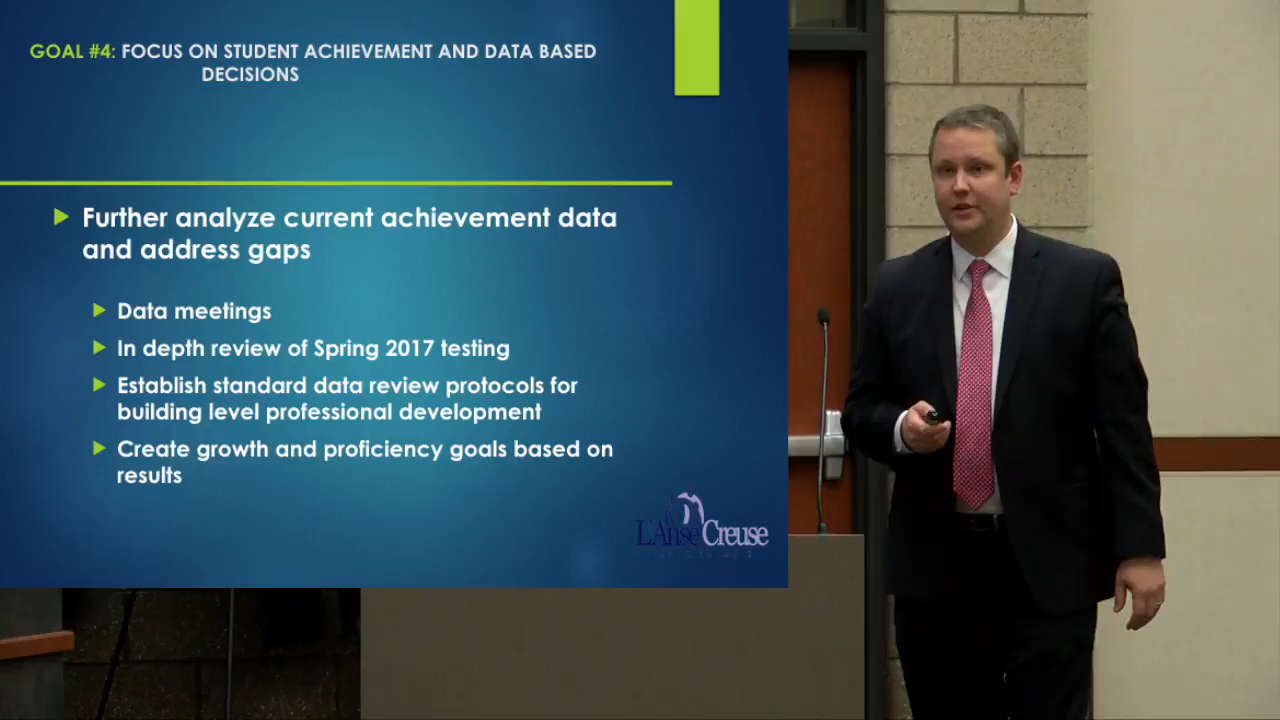 GOAL #4: FOCUS ON STUDENT ACHIEVEMENT AND DATA BASED
DECISIONS
Further analyze current achievement data
and address gaps
Data meetings
In depth review of Spring 2017 testing
Establish standard data review protocols for
building level professional development
Create growth and proficiency goals based on
results
L'Anse Creuse